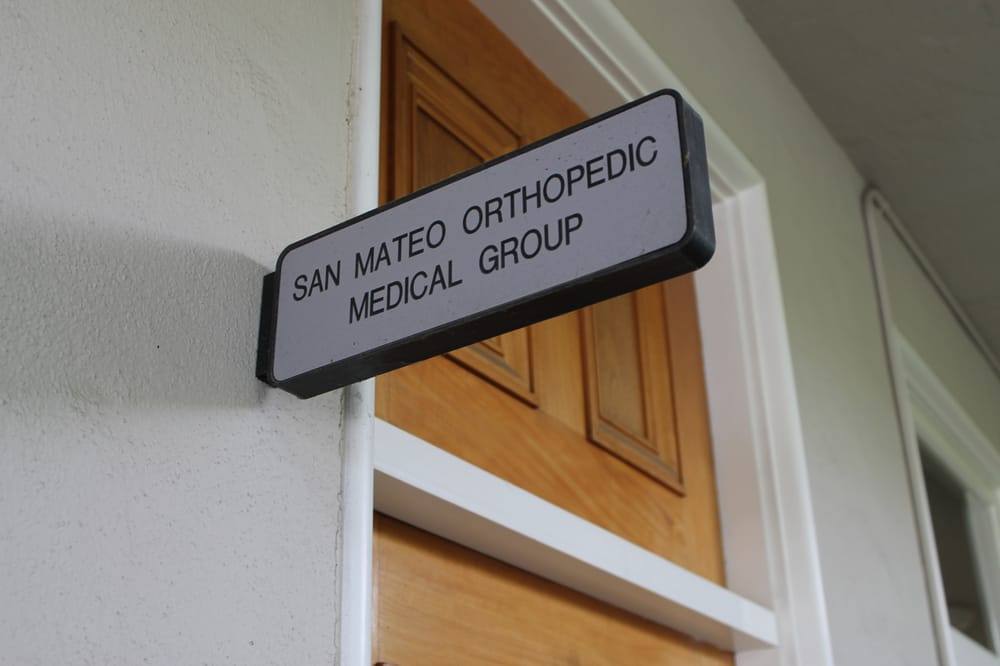 SAN MATEO ORTHOPEDIC
MEDICAL GROUP